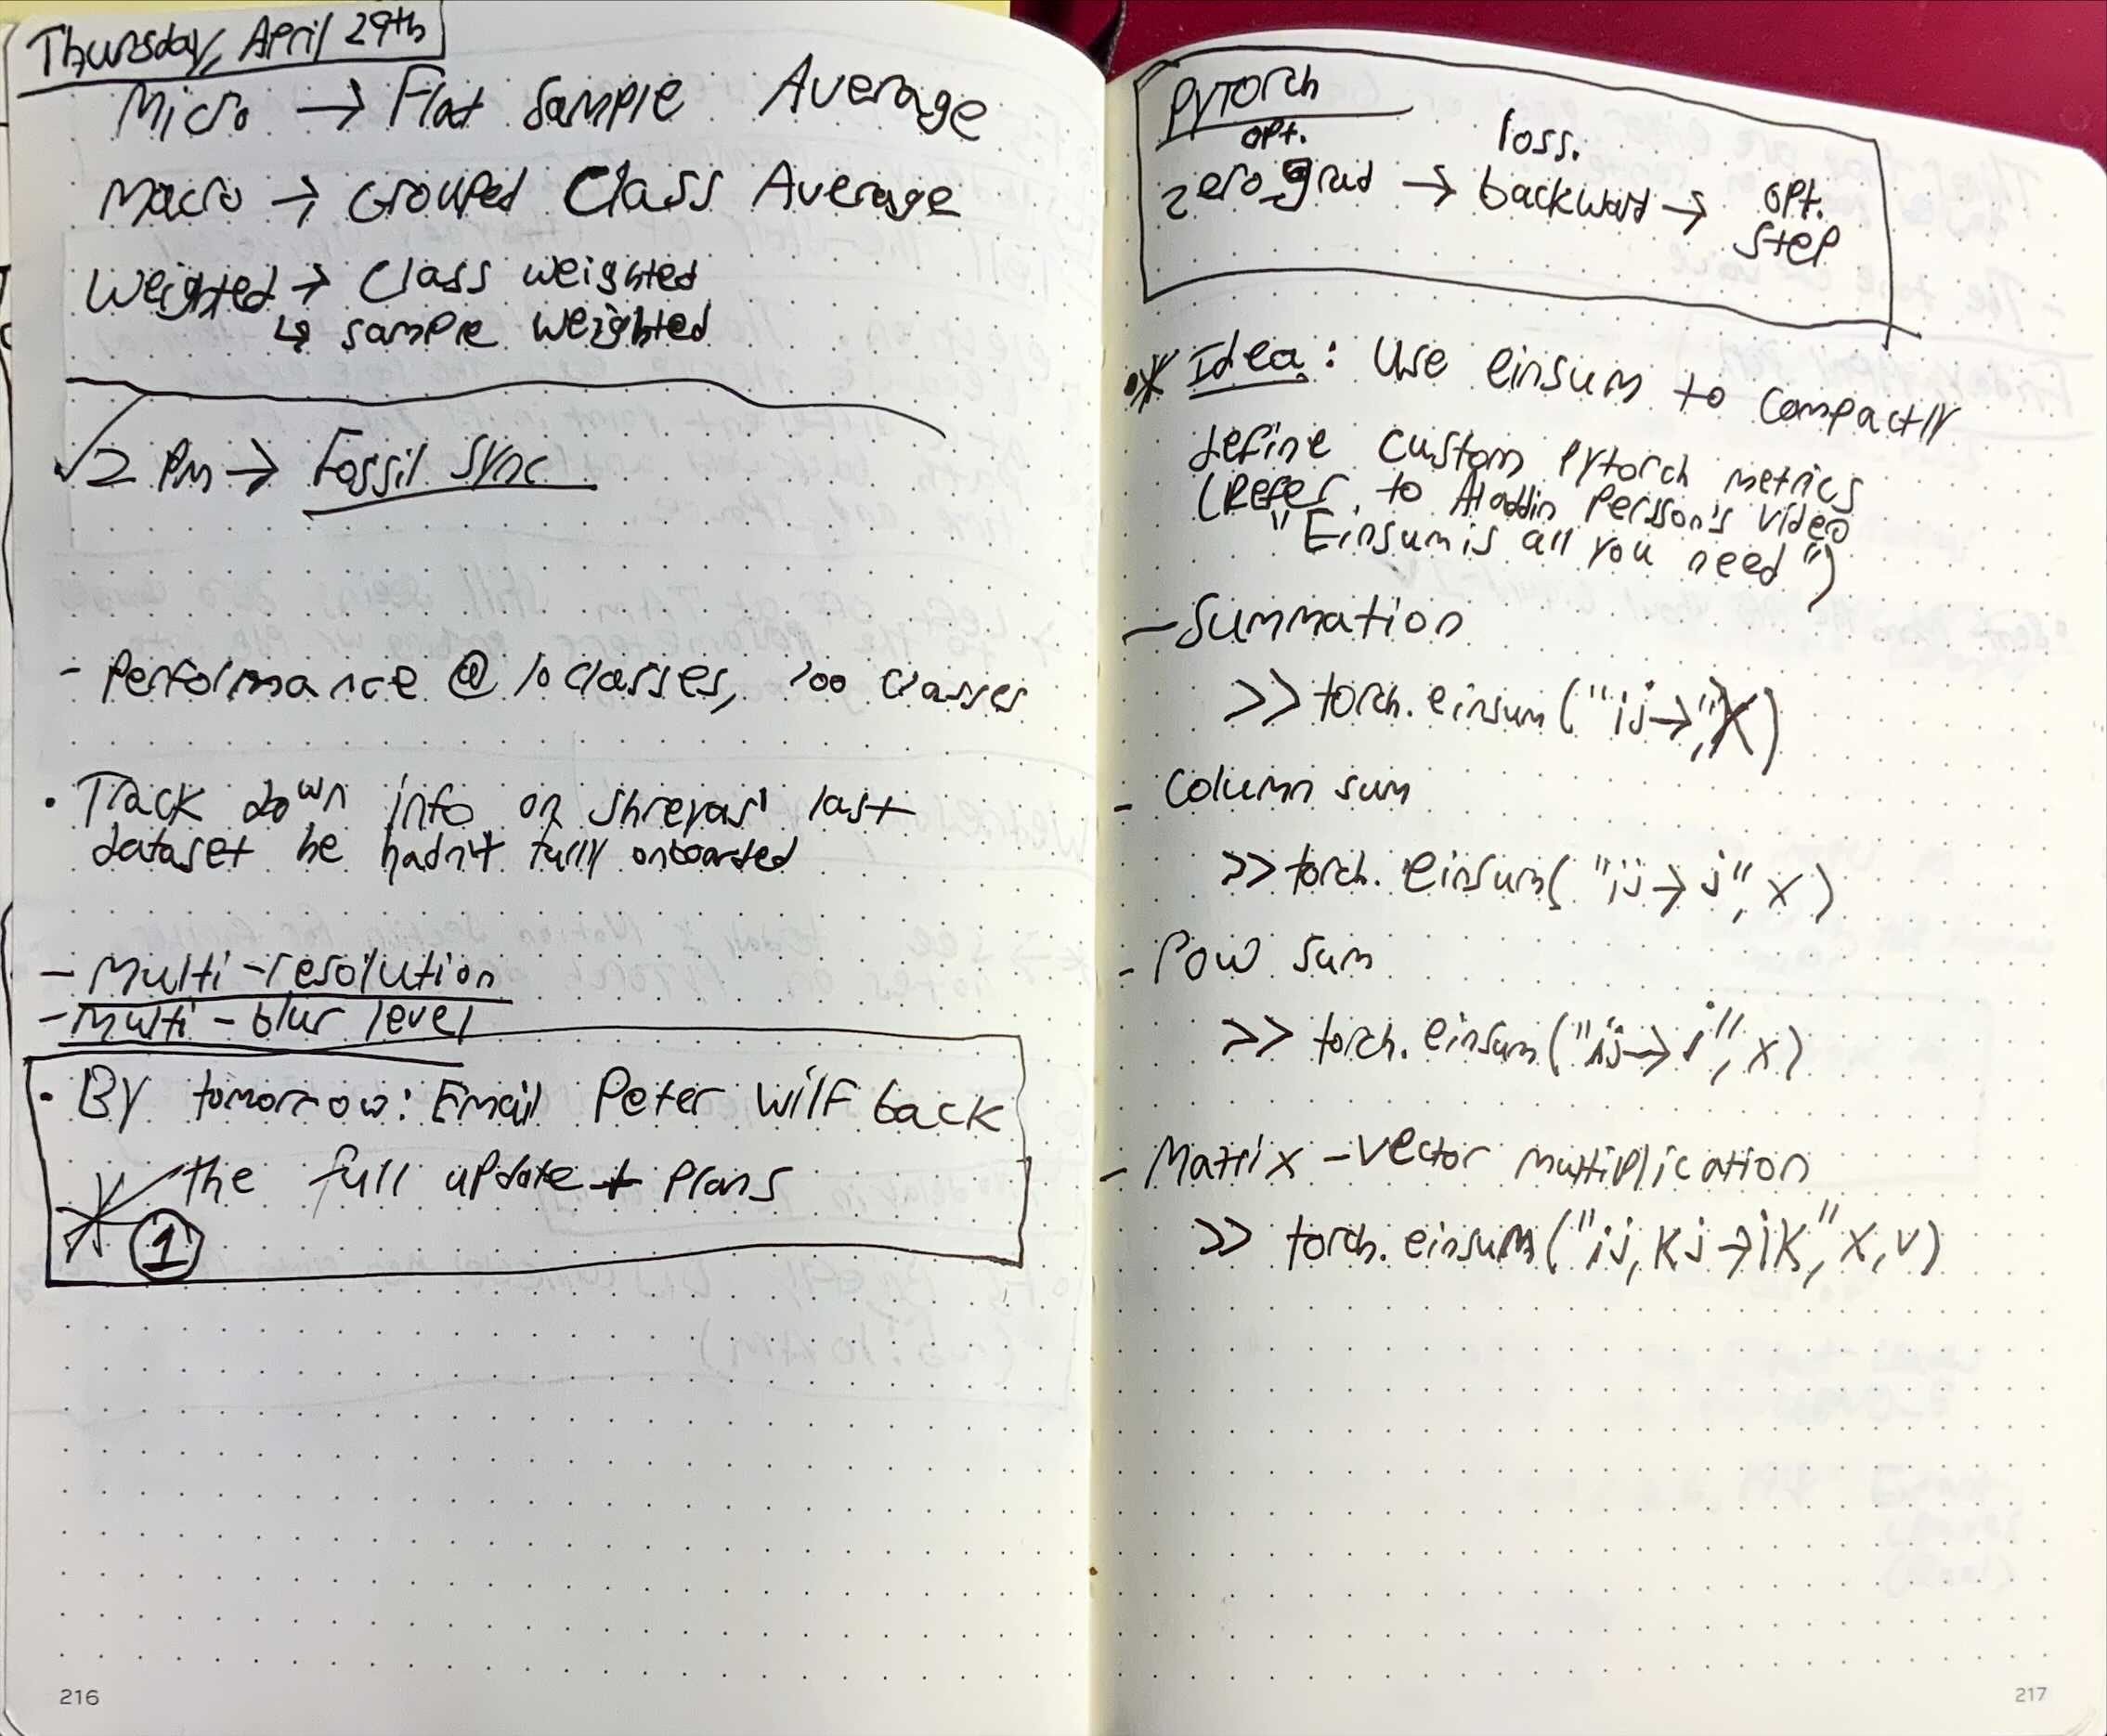 Thursday, April 29th
Micro → Flat Sample Average
Macro → Grouped Class Average
Weighted → Class weighted
↳ sample weighted
√2 PM → Fossil Sync
- Performance @ 10 classes, 100 classes
• Track down info on Shreyas' last
dataset he hadn't fully onboarded
- Multi-resolution
- Multi-blur level
• By tomorrow: Email Peter Wilf back
the full update + Plans
* 1
216
PyTorch
opt. loss.
zero_grad → backward → opt.
step
•* Idea: Use einsum to compactly
define custom Pytorch metrics
(Refer to Aladdin Persson's video
"Einsum is all you need")
- Summation
>> torch.einsum("ij→", X)
- Column sum
>> torch.einsum("ij→j", x)
- Row sum
>> torch.einsum("ij→i", x)
- Matrix-vector multiplication
>> torch.einsum("ij,kj→ik", x,v)
217